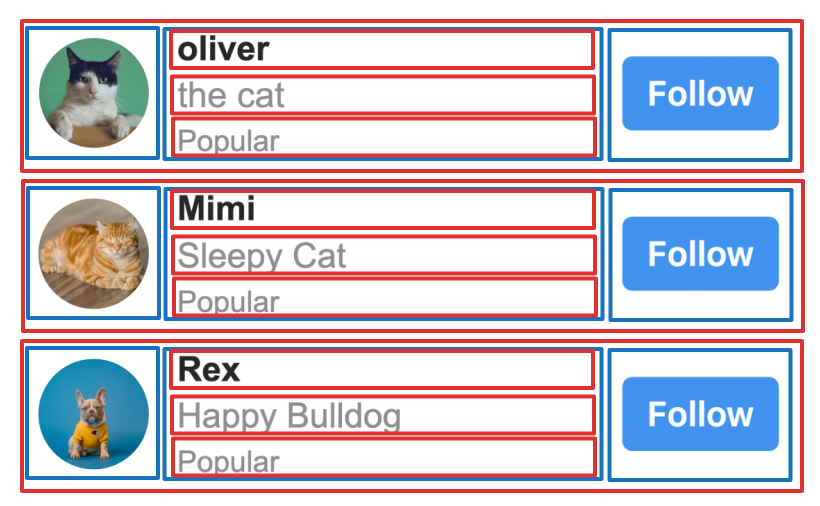 oliver
the cat
Popular
Follow
Mimi
Sleepy Cat
Popular
Follow
Rex
Happy Bulldog
Popular
Follow